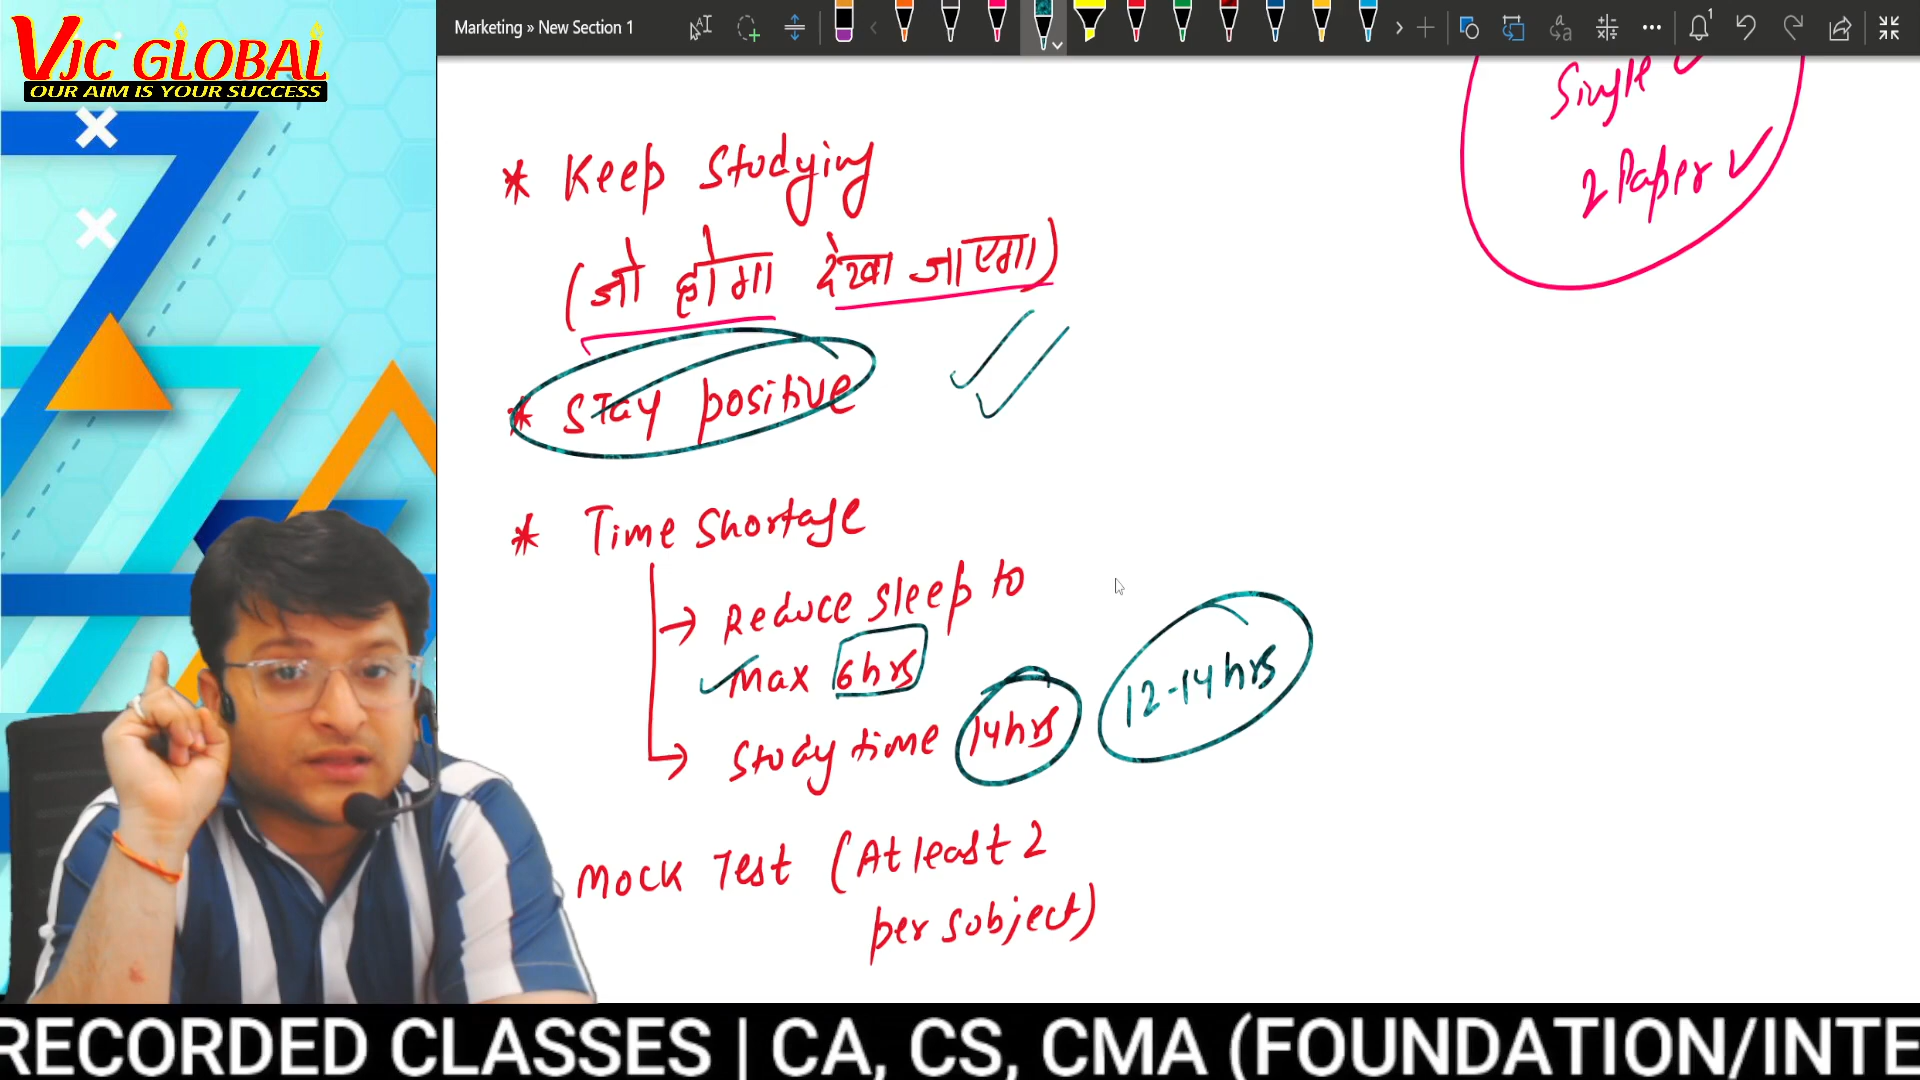 VJC GLOBAL
OUR AIM IS YOUR SUCCESS
Marketing » New Section 1
Single
2 Paper
* Keep Studying
(जो होगा देखा जाएगा)
* Stay positive
* Time Shortage
→ Reduce sleep to
Max 6hrs
→ Study time 14hrs 12-14hrs
Mock Test (At least 2
per subject)
RECORDED CLASSES | CA, CS, CMA (FOUNDATION/INTE